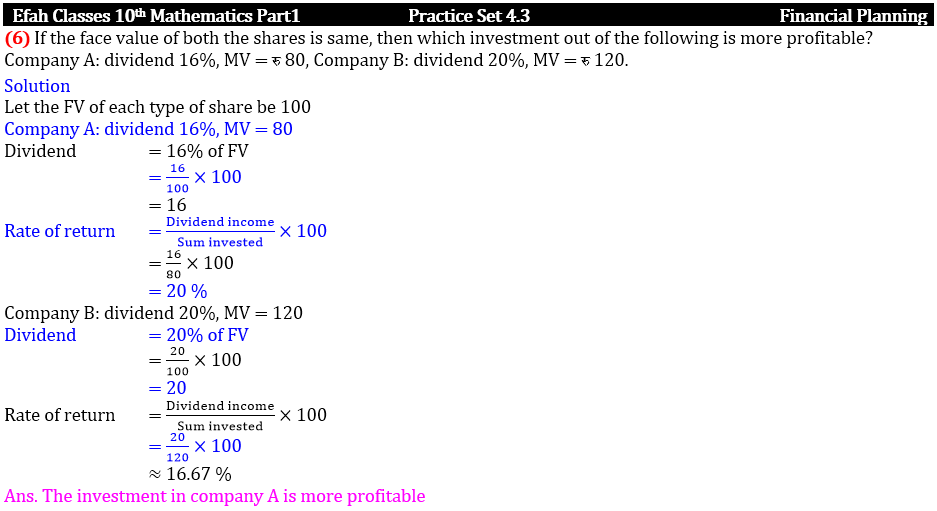 Efah Classes 10th Mathematics Part1 Practice Set 4.3 Financial Planning
(6) If the face value of both the shares is same, then which investment out of the following is more profitable?
Company A: dividend 16%, MV = रु 80, Company B: dividend 20%, MV = रु 120.
Solution
Let the FV of each type of share be 100
Company A: dividend 16%, MV = 80
Dividend = 16% of FV
= 16/100 × 100
= 16
Rate of return = Dividend income/Sum invested × 100
= 16/80 × 100
= 20 %
Company B: dividend 20%, MV = 120
Dividend = 20% of FV
= 20/100 × 100
= 20
Rate of return = Dividend income/Sum invested × 100
= 20/120 × 100
≈ 16.67 %
Ans. The investment in company A is more profitable